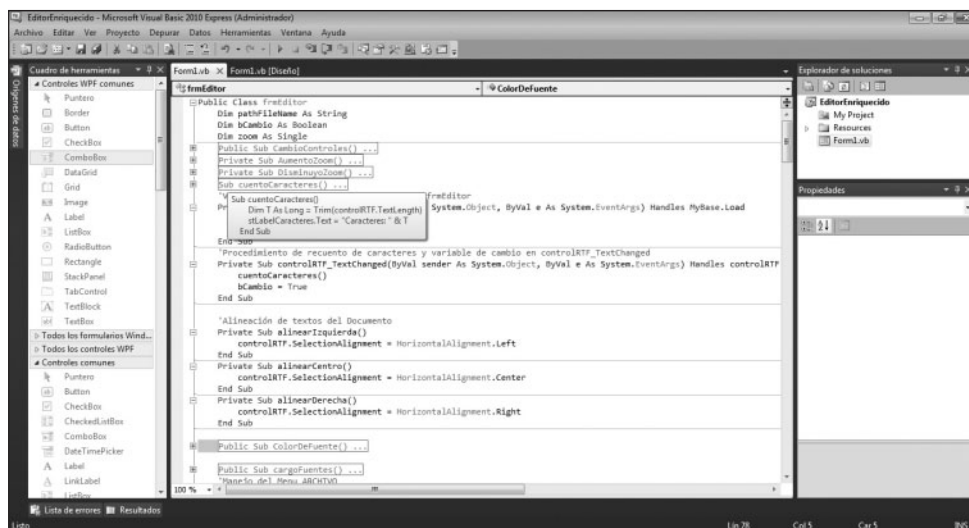 EditorEnriquecido - Microsoft Visual Basic 2010 Express (Administrador)
Archivo Editar Ver Proyecto Depurar Datos Herramientas Ventana Ayuda
Orígenes de datos
Cuadro de herramientas
Controles WPF comunes
Puntero
Border
Button
CheckBox
ComboBox
DataGrid
Grid
Image
Label
ListBox
RadioButton
Rectangle
StackPanel
TabControl
TextBlock
TextBox
Todos los formularios Wind...
Todos los controles WPF
Controles comunes
Puntero
Button
CheckBox
CheckedListBox
ComboBox
DateTimePicker
Label
LinkLabel
ListBox
Form1.vb Form1.vb [Diseño]
frmEditor ColorDeFuente
Public Class frmEditor
Dim pathFileName As String
Dim bCambio As Boolean
Dim zoom As Single
Public Sub CambioControles() ...
Private Sub AumentoZoom() ...
Private Sub DisminuyoZoom() ...
Sub cuentoCaracteres() ...
frmEditor
System.Object, ByVal e As System.EventArgs) Handles MyBase.Load
Sub cuentoCaracteres()
Dim T As Long = Trim(controlRTF.TextLength)
stLabelCaracteres.Text = "Caracteres: " & T
End Sub
End Sub
'Procedimiento de recuento de caracteres y variable de cambio en controlRTF_TextChanged
Private Sub controlRTF_TextChanged(ByVal sender As System.Object, ByVal e As System.EventArgs) Handles controlRTF
cuentoCaracteres()
bCambio = True
End Sub
'Alineación de textos del Documento
Private Sub alinearIzquierda()
controlRTF.SelectionAlignment = HorizontalAlignment.Left
End Sub
Private Sub alinearCentro()
controlRTF.SelectionAlignment = HorizontalAlignment.Center
End Sub
Private Sub alinearDerecha()
controlRTF.SelectionAlignment = HorizontalAlignment.Right
End Sub
Public Sub ColorDeFuente() ...
Public Sub cargoFuentes() ...
'Manejo del Menu ARCHIVO
100 %
Explorador de soluciones
EditorEnriquecido
My Project
Resources
Form1.vb
Propiedades
Lista de errores Resultados
Listo Lín 78 Col 5 Car 5 INS